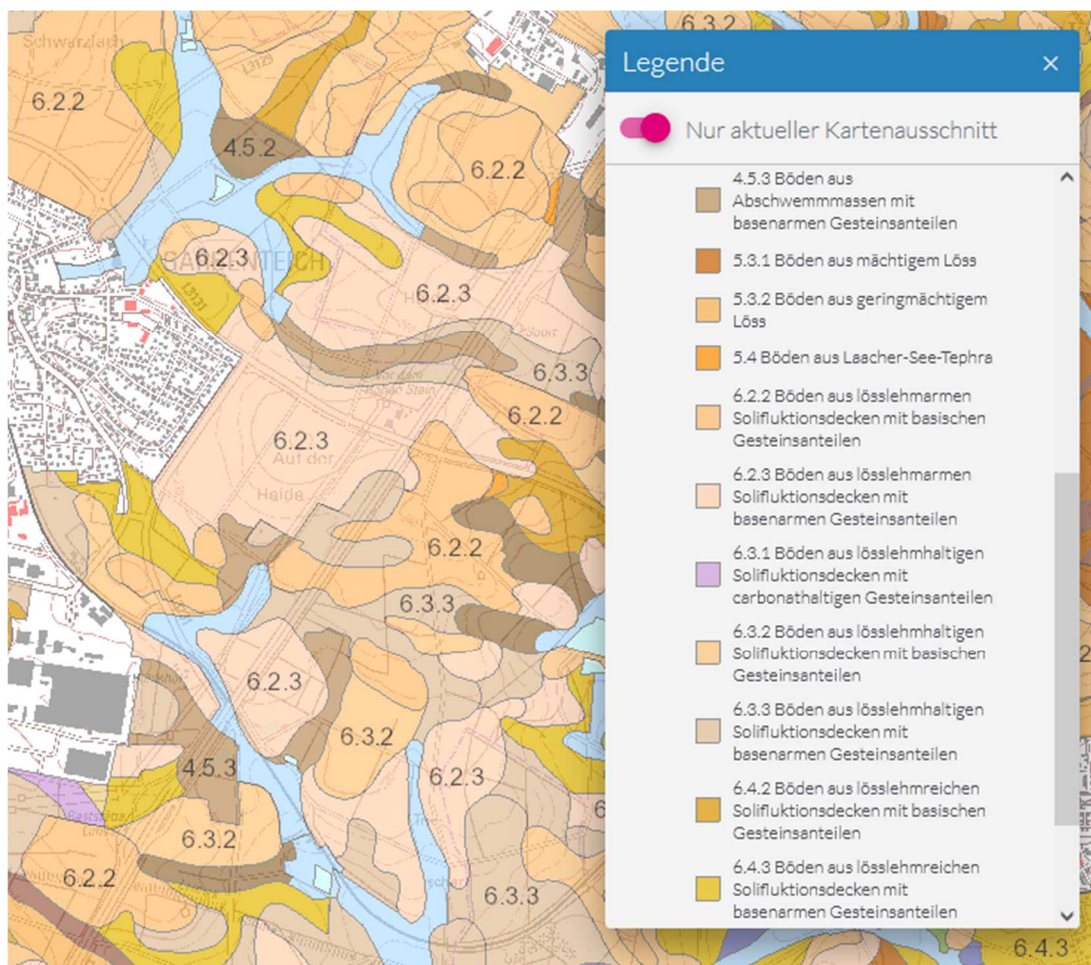 Schwarzlach
L3129
6.3.2
6.2.2
4.5.2
6.2.2
6.2.3
GARBENTEICH
L3131
6.2.3
6.3.3
Hohen Stein
6.2.2
6.2.3
Auf der
Heide
6.2.2
6.3.3
6.2.3
6.3.2
6.2.3
4.5.3
6.3.2
6.2.2
6.3.3
6.4.3
Legende
×
Nur aktueller Kartenausschnitt
4.5.3 Böden aus
Abschwemmmassen mit
basenarmen Gesteinsanteilen
5.3.1 Böden aus mächtigem Löss
5.3.2 Böden aus geringmächtigem
Löss
5.4 Böden aus Laacher-See-Tephra
6.2.2 Böden aus lösslehmarmen
Solifluktionsdecken mit basischen
Gesteinsanteilen
6.2.3 Böden aus lösslehmarmen
Solifluktionsdecken mit
basenarmen Gesteinsanteilen
6.3.1 Böden aus lösslehmhaltigen
Solifluktionsdecken mit
carbonathaltigen Gesteinsanteilen
6.3.2 Böden aus lösslehmhaltigen
Solifluktionsdecken mit basischen
Gesteinsanteilen
6.3.3 Böden aus lösslehmhaltigen
Solifluktionsdecken mit
basenarmen Gesteinsanteilen
6.4.2 Böden aus lösslehmreichen
Solifluktionsdecken mit basischen
Gesteinsanteilen
6.4.3 Böden aus lösslehmreichen
Solifluktionsdecken mit
basenarmen Gesteinsanteilen